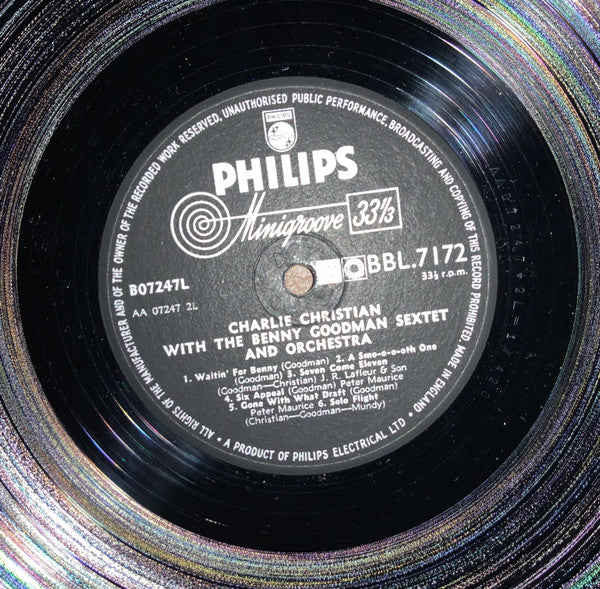 ALL RIGHTS OF THE MANUFACTURER AND OF THE OWNER OF THE RECORDED WORK RESERVED, UNAUTHORISED PUBLIC PERFORMANCE, BROADCASTING AND COPYING OF THIS RECORD PROHIBITED MADE IN ENGLAND.
PHILIPS
PHILIPS
Minigroove 33⅓
BBL.7172
33⅓ r.p.m.
B07247L
AA 07247 2L
CHARLIE CHRISTIAN
WITH THE BENNY GOODMAN SEXTET
AND ORCHESTRA
1. Waitin' For Benny (Goodman) 2. A Smo-o-o-oth One
(Goodman) 3. Seven Come Eleven
(Goodman—Christian) J. R. Lafleur & Son
4. Six Appeal (Goodman) Peter Maurice
5. Gone With What Draft (Goodman)
Peter Maurice 6. Solo Flight
(Christian—Goodman—Mundy)
• A PRODUCT OF PHILIPS ELECTRICAL LTD •